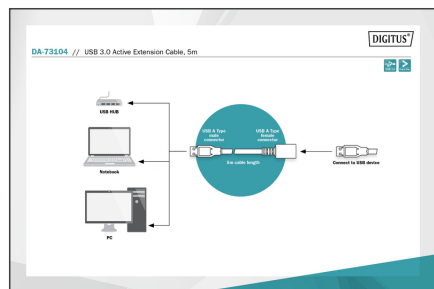 DIGITUS®
DA-73104 // USB 3.0 Active Extension Cable, 5m
USB HUB
USB A Type
male
connector
USB A Type
female
connector
5m cable length
Notebook
Connect to USB device
PC